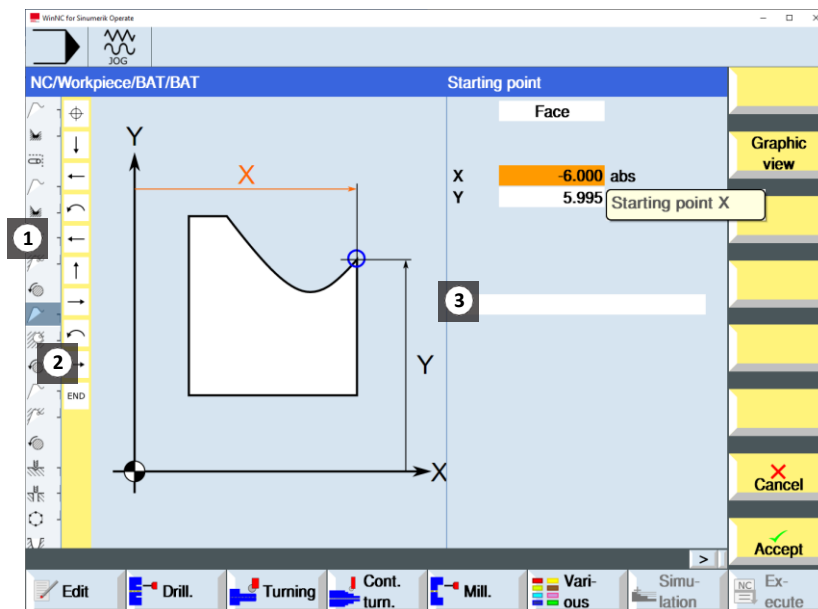 WinNC for Sinumerik Operate
JOG
NC/Workpiece/BAT/BAT
Starting point
Face
Graphic
view
Y
X
X -6.000 abs
Y 5.995
Starting point X
1
3
2
Y
END
X
Cancel
Accept
>
Edit
Drill.
Turning
Cont.
turn.
Mill.
Vari-
ous
Simu-
lation
NC
Ex-
ecute